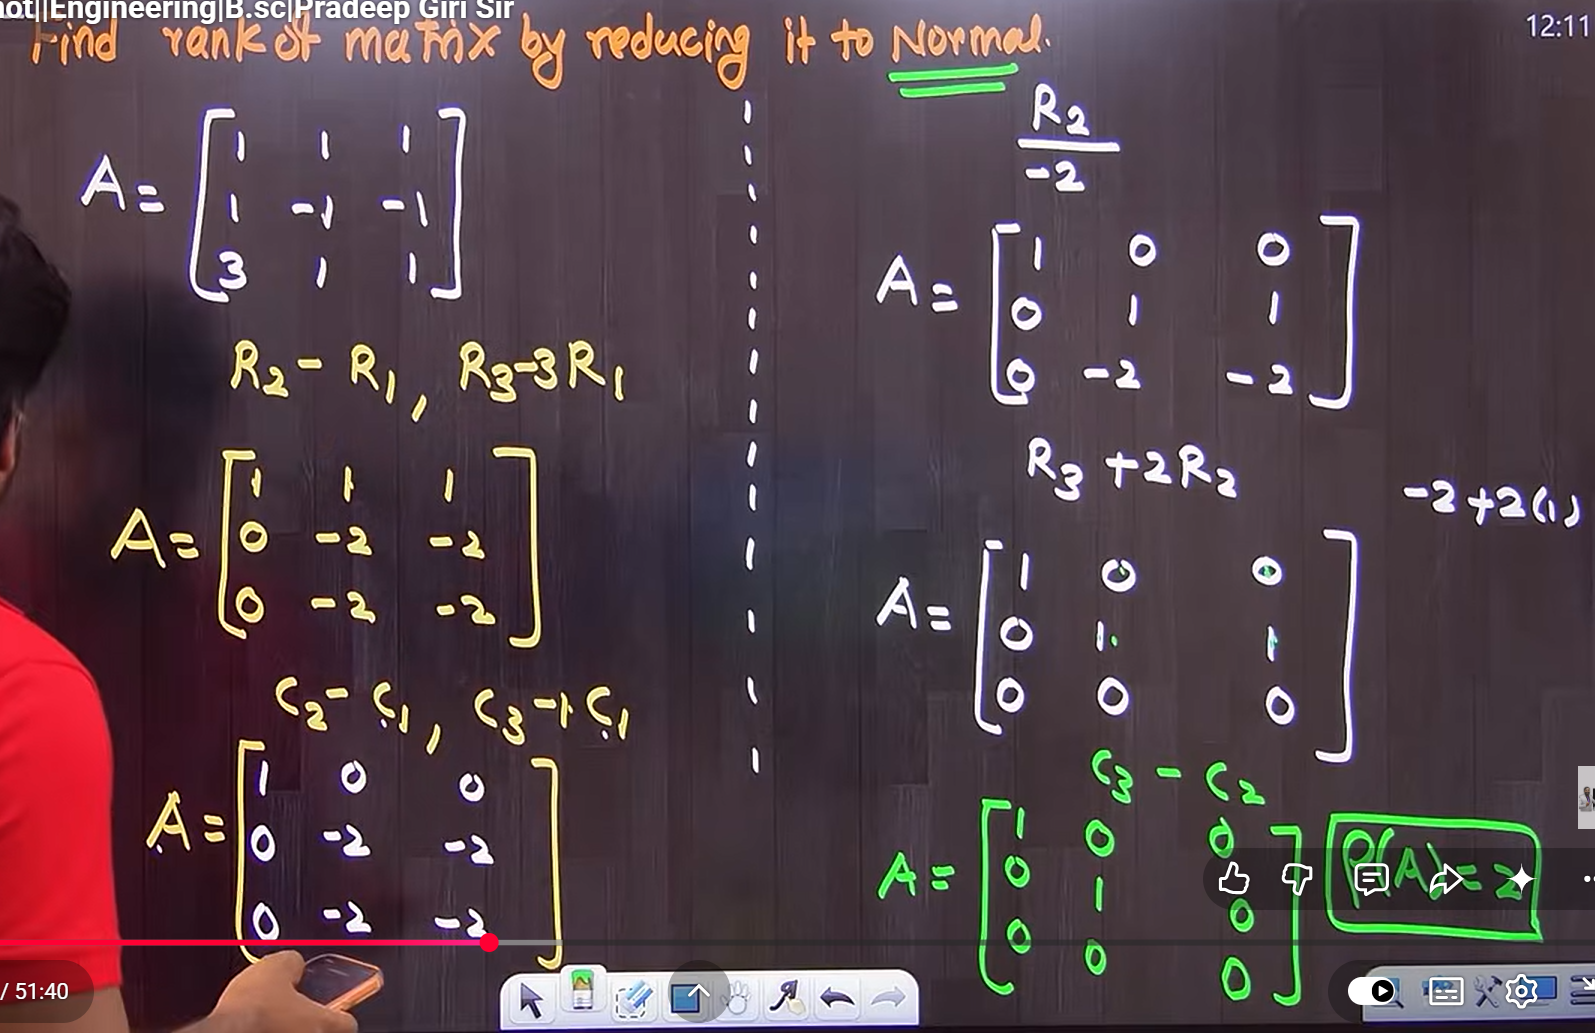 not||Engineering|B.sc|Pradeep Giri Sir
12:11
Find rank of matrix by reducing it to Normal.
A = [ 1 1 1
1 -1 -1
3 1 1 ]
R2 - R1, R3-3R1
A = [ 1 1 1
0 -2 -2
0 -2 -2 ]
C2 - C1, C3-1C1
A = [ 1 0 0
0 -2 -2
0 -2 -2 ]
R2
-2
A = [ 1 0 0
0 1 1
0 -2 -2 ]
R3 + 2R2
-2+2(1)
A = [ 1 0 0
0 1 1
0 0 0 ]
C3 - C2
A = [ 1 0 0
0 1 0
0 0 0 ]
ρ(A) = 2
/ 51:40